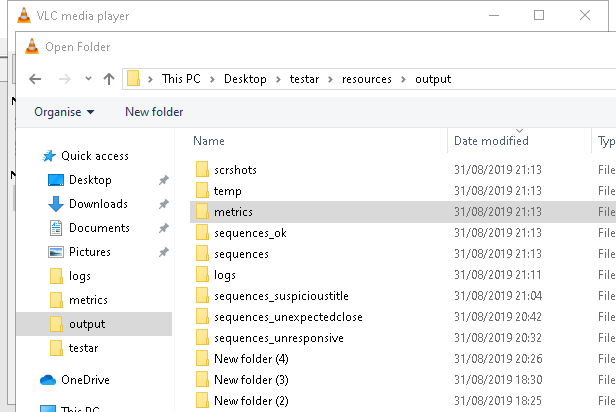 VLC media player
Open Folder
This PC > Desktop > testar > resources > output
Organise New folder
Name Date modified Typ
Quick access
Desktop
Downloads
Documents
Pictures
logs
metrics
output
testar
OneDrive
This PC
scrshots 31/08/2019 21:13 File
temp 31/08/2019 21:13 File
metrics 31/08/2019 21:13 File
sequences_ok 31/08/2019 21:13 File
sequences 31/08/2019 21:13 File
logs 31/08/2019 21:11 File
sequences_suspicioustitle 31/08/2019 21:04 File
sequences_unexpectedclose 31/08/2019 20:42 File
sequences_unresponsive 31/08/2019 20:32 File
New folder (4) 31/08/2019 20:26 File
New folder (3) 31/08/2019 18:30 File
New folder (2) 31/08/2019 18:25 File